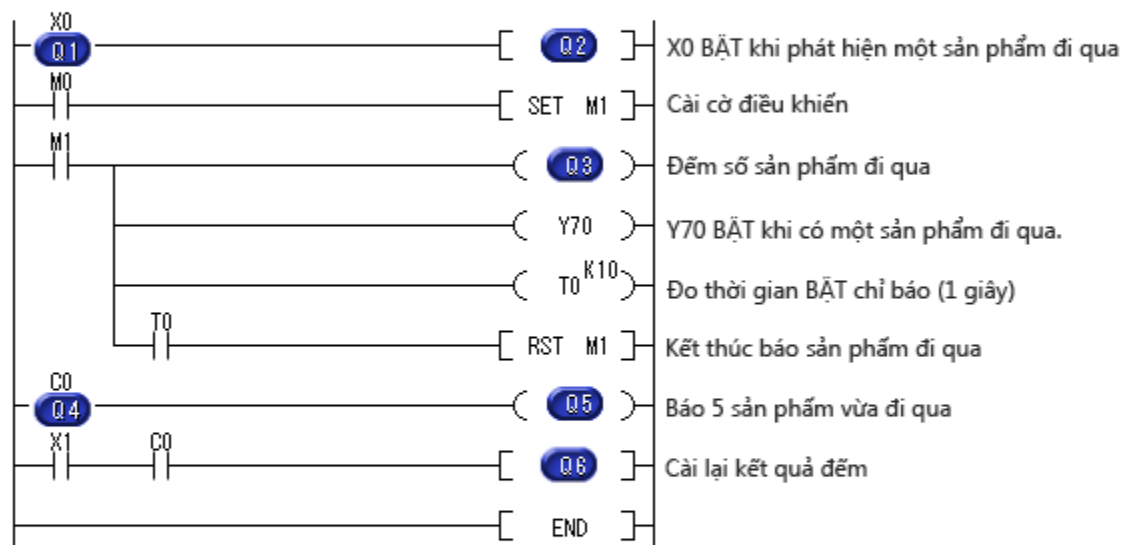 X0
Q1 Q2 X0 BẬT khi phát hiện một sản phẩm đi qua
M0
SET M1 Cài cờ điều khiển
M1
Q3 Đếm số sản phẩm đi qua
Y70 Y70 BẬT khi có một sản phẩm đi qua.
T0 K10 Đo thời gian BẬT chỉ báo (1 giây)
T0
RST M1 Kết thúc báo sản phẩm đi qua
C0
Q4 Q5 Báo 5 sản phẩm vừa đi qua
X1 C0
Q6 Cài lại kết quả đếm
END